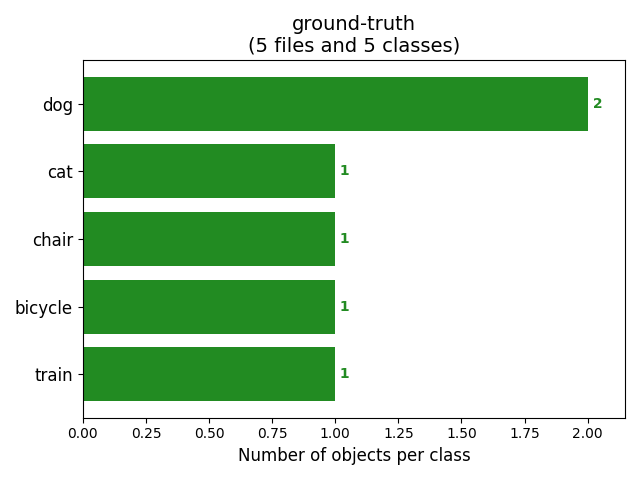 ground-truth
(5 files and 5 classes)
dog
2
cat
1
chair
1
bicycle
1
train
1
0.00 0.25 0.50 0.75 1.00 1.25 1.50 1.75 2.00
Number of objects per class